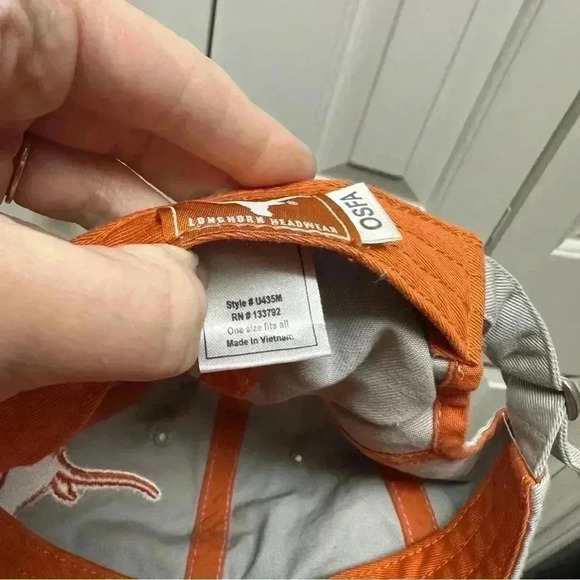 LONGHORN HEADWEAR
OSFA
Style # U435M
RN # 133792
One size fits all
Made in Vietnam